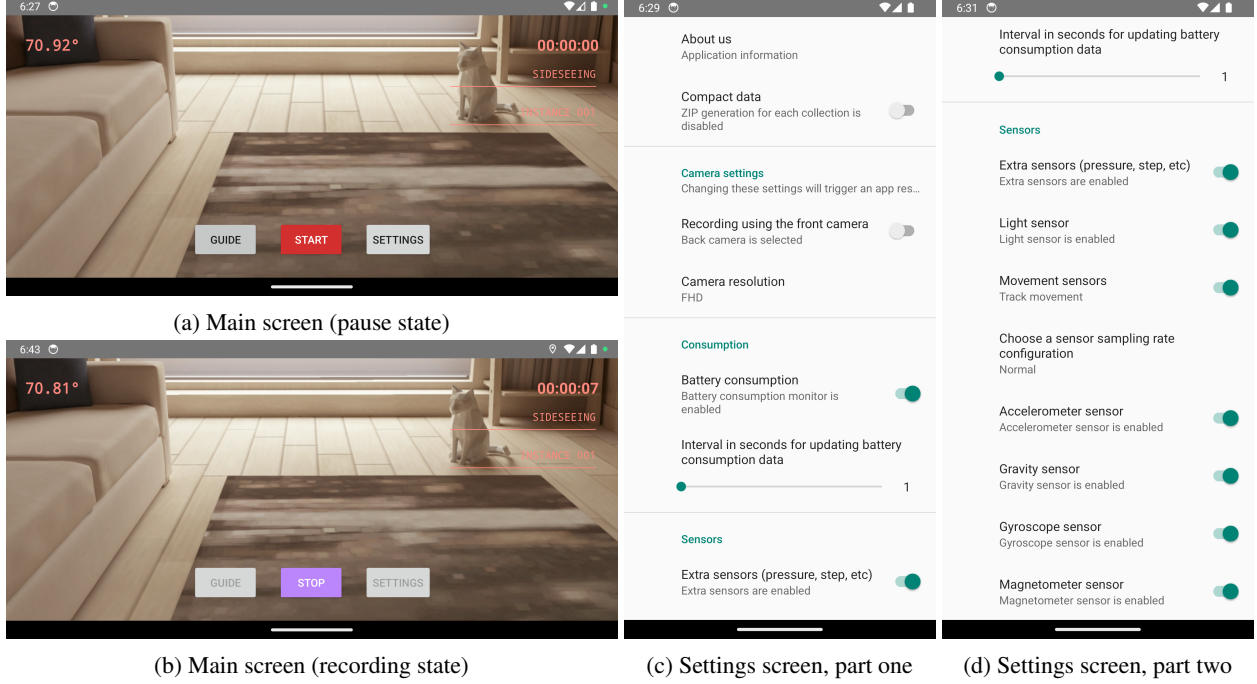 6:27
70.92°
00:00:00
SIDESEEING
GUIDE
START
SETTINGS
(a) Main screen (pause state)
6:43
70.81°
00:00:07
SIDESEEING
GUIDE
STOP
SETTINGS
(b) Main screen (recording state)
6:29
About us
Application information
Compact data
ZIP generation for each collection is
disabled
Camera settings
Changing these settings will trigger an app res…
Recording using the front camera
Back camera is selected
Camera resolution
FHD
Consumption
Battery consumption
Battery consumption monitor is
enabled
Interval in seconds for updating battery
consumption data
1
Sensors
Extra sensors (pressure, step, etc)
Extra sensors are enabled
(c) Settings screen, part one
6:31
Interval in seconds for updating battery
consumption data
1
Sensors
Extra sensors (pressure, step, etc)
Extra sensors are enabled
Light sensor
Light sensor is enabled
Movement sensors
Track movement
Choose a sensor sampling rate
configuration
Normal
Accelerometer sensor
Accelerometer sensor is enabled
Gravity sensor
Gravity sensor is enabled
Gyroscope sensor
Gyroscope sensor is enabled
Magnetometer sensor
Magnetometer sensor is enabled
(d) Settings screen, part two